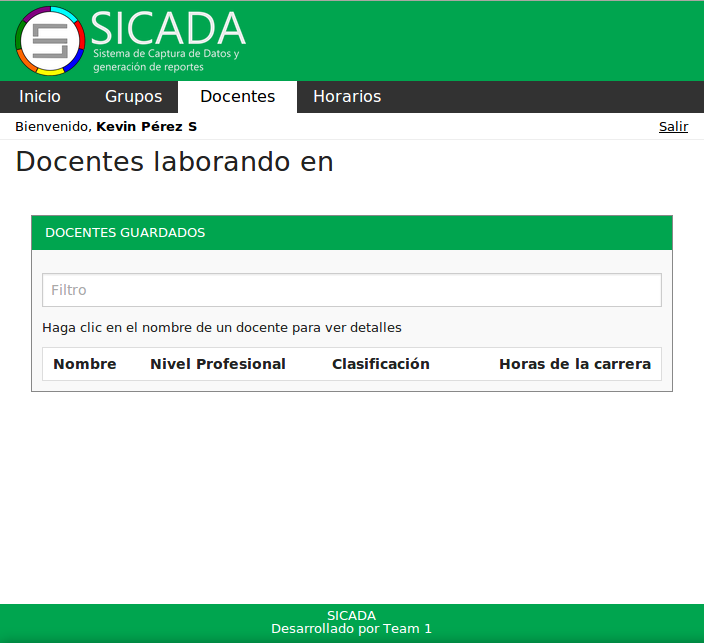 SICADA
Sistema de Captura de Datos y
generación de reportes
Inicio Grupos Docentes Horarios
Bienvenido, Kevin Pérez S Salir
Docentes laborando en
DOCENTES GUARDADOS
Filtro
Haga clic en el nombre de un docente para ver detalles
Nombre Nivel Profesional Clasificación Horas de la carrera
SICADA
Desarrollado por Team 1